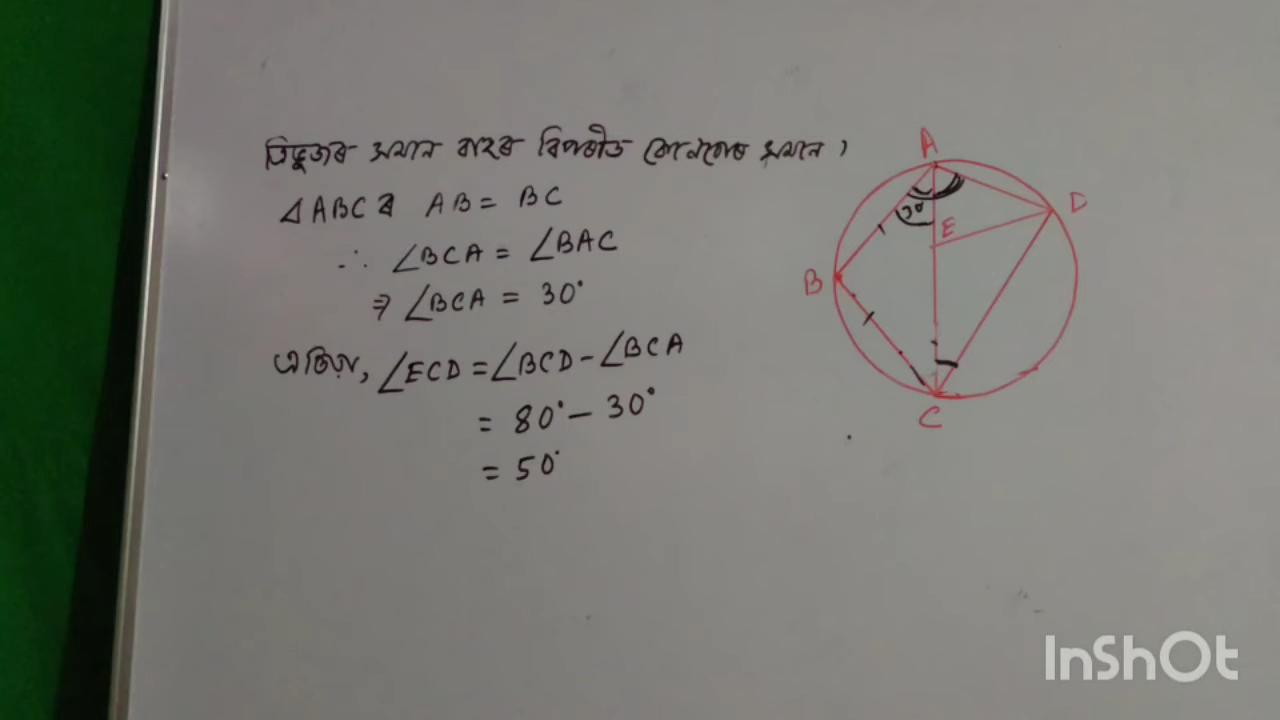 ত্ৰিভুজৰ সমান বাহুৰ বিপৰীত কোণবোৰ সমান ।
△ABC ৰ AB = BC
∴ ∠BCA = ∠BAC
⇒ ∠BCA = 30°
এতিয়া, ∠ECD = ∠BCD - ∠BCA
= 80° - 30°
= 50°
A
D
30°
E
B
C
InShOt